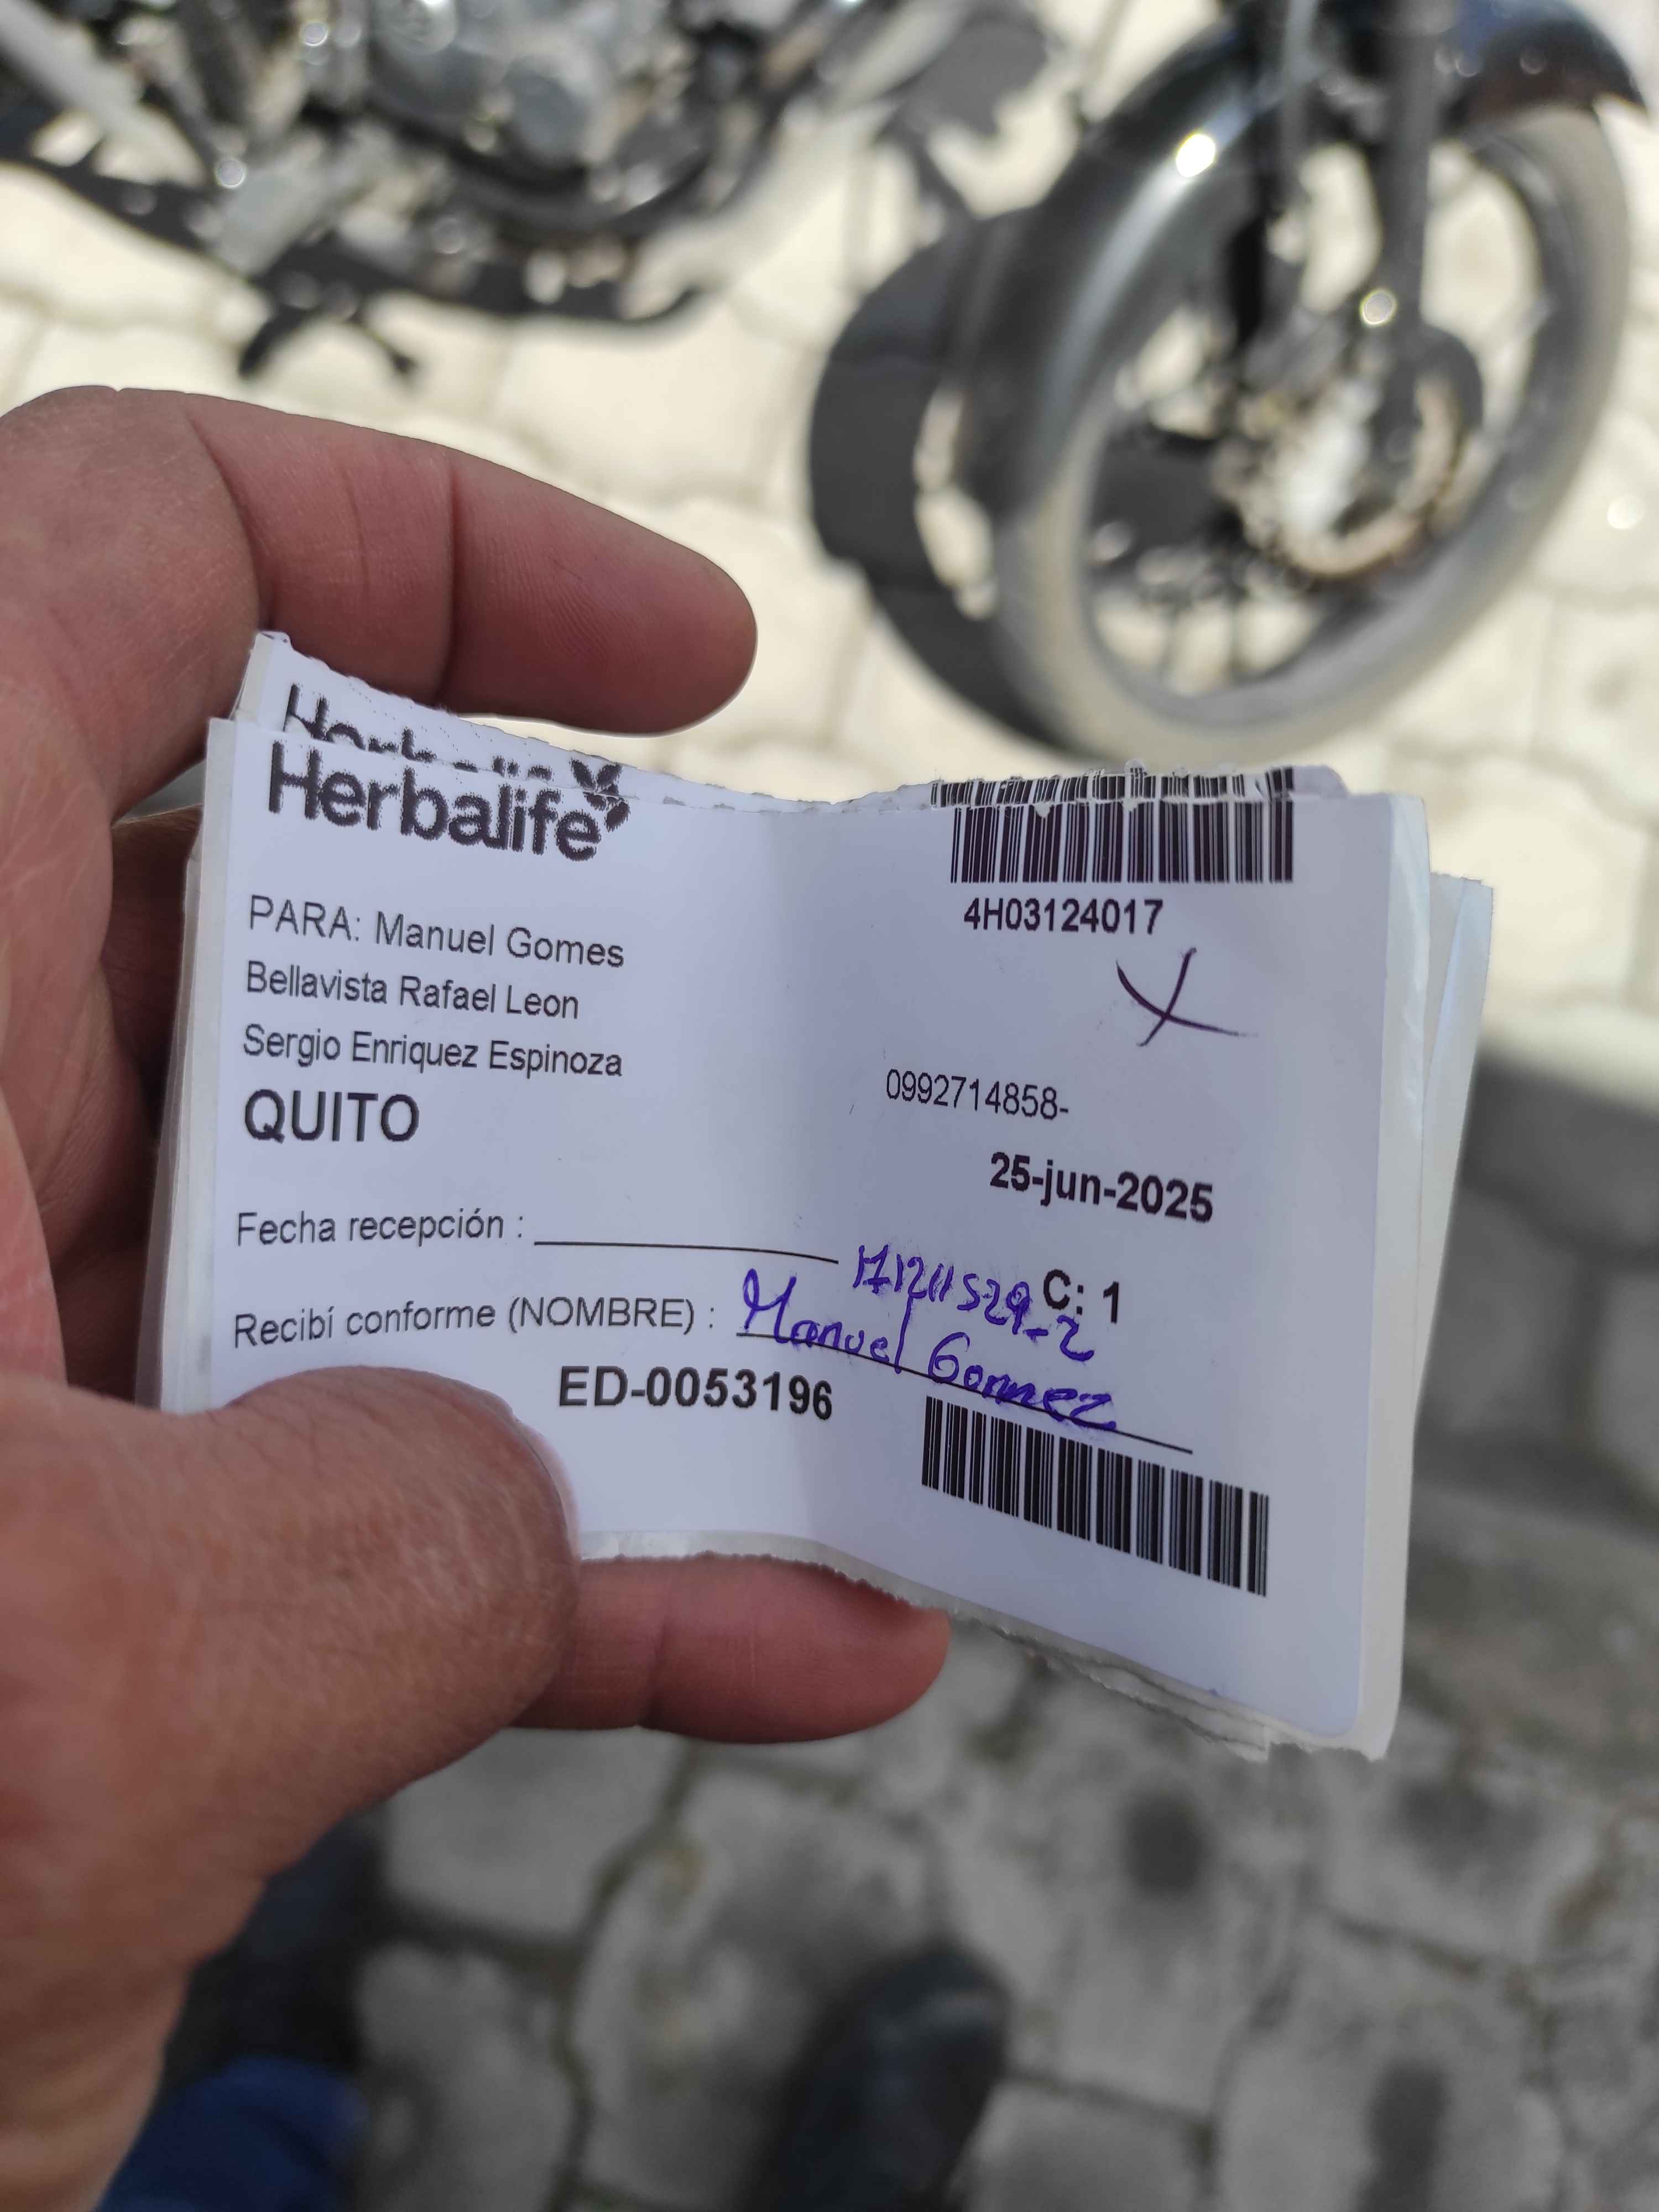 Herbalife
Herbalife
4H03124017
PARA: Manuel Gomes
Bellavista Rafael Leon
Sergio Enriquez Espinoza
0992714858-
QUITO
25-jun-2025
Fecha recepción :
C: 1
Recibí conforme (NOMBRE) : Manuel Gomez
ED-0053196